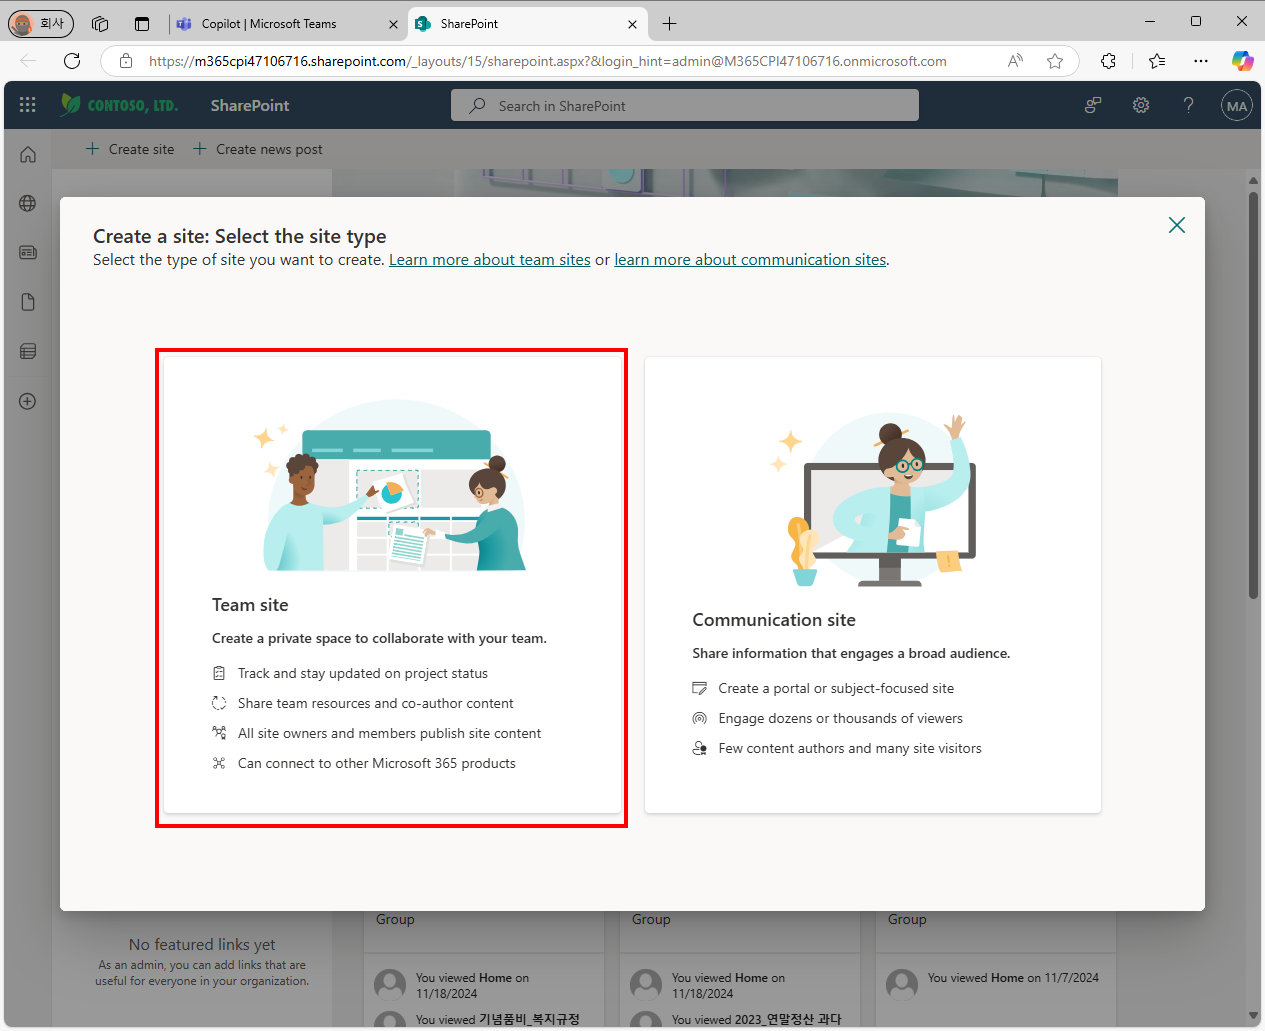 회사
Copilot | Microsoft Teams
SharePoint
https://m365cpi47106716.sharepoint.com/_layouts/15/sharepoint.aspx?&login_hint=admin@M365CPI47106716.onmicrosoft.com
CONTOSO, LTD.
SharePoint
Search in SharePoint
MA
Create site
Create news post
Create a site: Select the site type
Select the type of site you want to create. Learn more about team sites or learn more about communication sites.
Team site
Create a private space to collaborate with your team.
Track and stay updated on project status
Share team resources and co-author content
All site owners and members publish site content
Can connect to other Microsoft 365 products
Communication site
Share information that engages a broad audience.
Create a portal or subject-focused site
Engage dozens or thousands of viewers
Few content authors and many site visitors
Group
Group
Group
No featured links yet
As an admin, you can add links that are
useful for everyone in your organization.
You viewed Home on
11/18/2024
You viewed 기념품비_복지규정
You viewed Home on
11/18/2024
You viewed 2023_연말정산 과다
You viewed Home on 11/7/2024